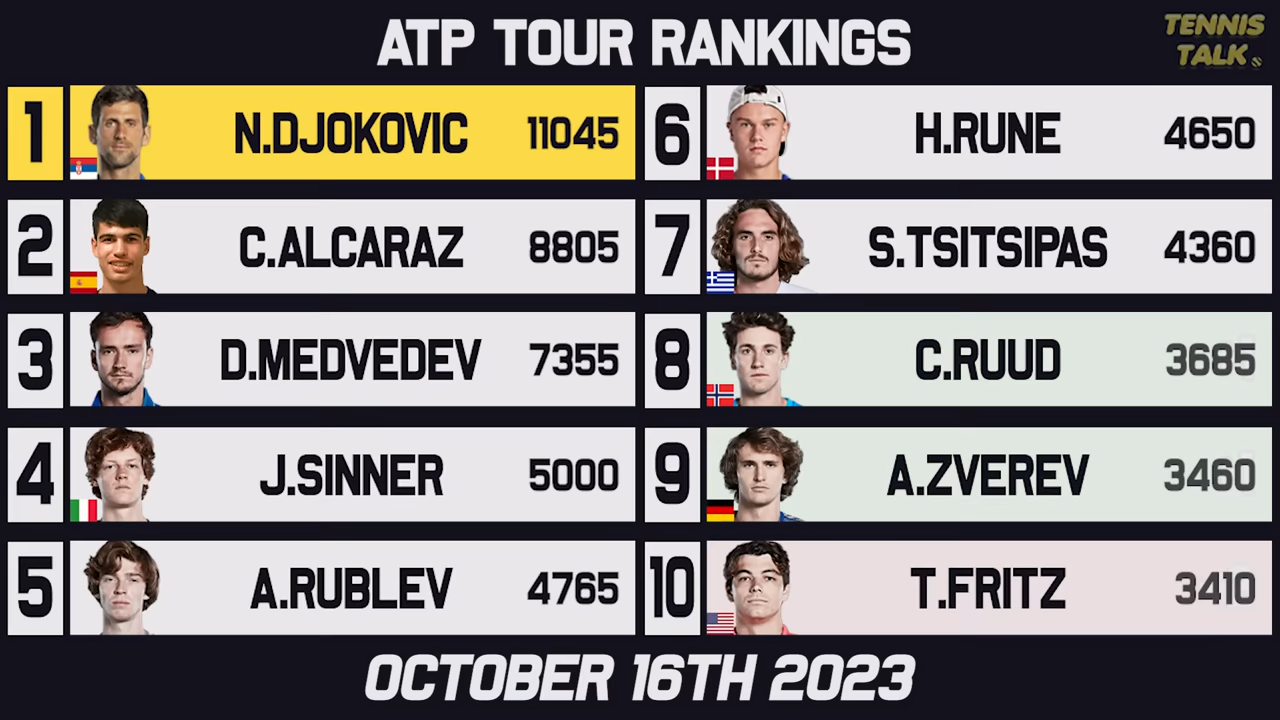 ATP TOUR RANKINGS
TENNIS
TALK.
1 N.DJOKOVIC 11045
2 C.ALCARAZ 8805
3 D.MEDVEDEV 7355
4 J.SINNER 5000
5 A.RUBLEV 4765
6 H.RUNE 4650
7 S.TSITSIPAS 4360
8 C.RUUD 3685
9 A.ZVEREV 3460
10 T.FRITZ 3410
OCTOBER 16TH 2023